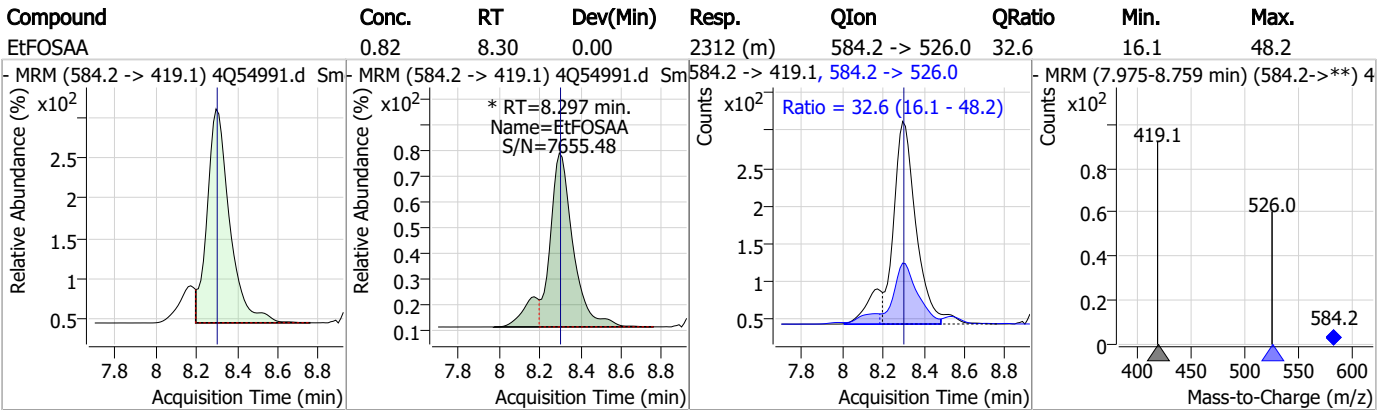 Compound Conc. RT Dev(Min) Resp. QIon QRatio Min. Max.
EtFOSAA 0.82 8.30 0.00 2312 (m) 584.2 -> 526.0 32.6 16.1 48.2
- MRM (584.2 -> 419.1) 4Q54991.d Sm
x10²
2.5
2
1.5
1
0.5
Relative Abundance (%)
7.8 8 8.2 8.4 8.6 8.8
Acquisition Time (min)
- MRM (584.2 -> 419.1) 4Q54991.d Sm
x10²
* RT=8.297 min.
Name=EtFOSAA
S/N=7655.48
0.8
0.7
0.6
0.5
0.4
0.3
0.2
0.1
Relative Abundance (%)
7.8 8 8.2 8.4 8.6 8.8
Acquisition Time (min)
584.2 -> 419.1, 584.2 -> 526.0
x10²
Ratio = 32.6 (16.1 - 48.2)
2.5
2
1.5
1
0.5
Counts
7.8 8 8.2 8.4 8.6 8.8
Acquisition Time (min)
- MRM (7.975-8.759 min) (584.2->**) 4
x10²
419.1
526.0
584.2
0.8
0.6
0.4
0.2
0
Counts
400 450 500 550 600
Mass-to-Charge (m/z)